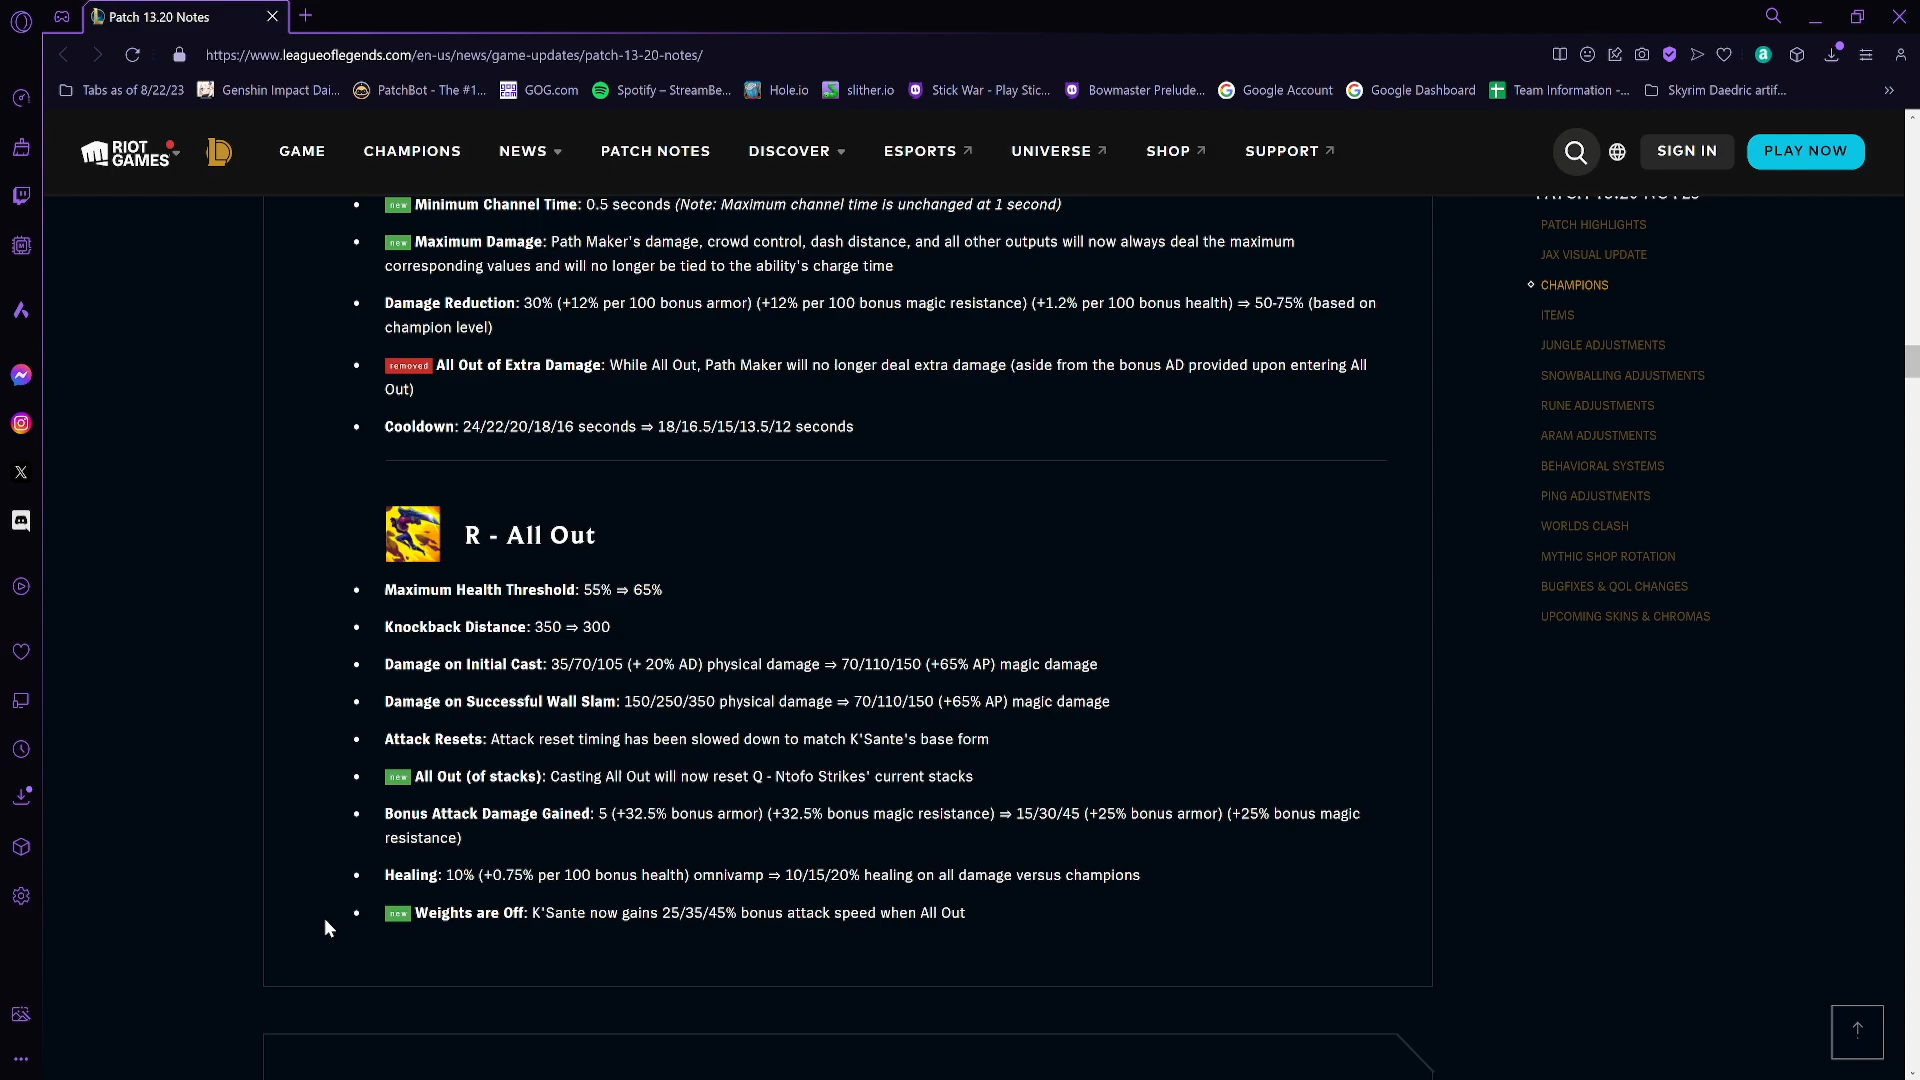 Patch 13.20 Notes
https://www.leagueoflegends.com/en-us/news/game-updates/patch-13-20-notes/
Tabs as of 8/22/23
Genshin Impact Dai...
PatchBot - The #1...
GOG.com
Spotify – StreamBe...
Hole.io
slither.io
Stick War - Play Stic...
Bowmaster Prelude...
Google Account
Google Dashboard
Team Information -...
Skyrim Daedric artif...
RIOT GAMES
GAME
CHAMPIONS
NEWS
PATCH NOTES
DISCOVER
ESPORTS
UNIVERSE
SHOP
SUPPORT
SIGN IN
PLAY NOW
• new Minimum Channel Time: 0.5 seconds (Note: Maximum channel time is unchanged at 1 second)
• new Maximum Damage: Path Maker's damage, crowd control, dash distance, and all other outputs will now always deal the maximum
corresponding values and will no longer be tied to the ability's charge time
• Damage Reduction: 30% (+12% per 100 bonus armor) (+12% per 100 bonus magic resistance) (+1.2% per 100 bonus health) ⇒ 50-75% (based on
champion level)
• removed All Out of Extra Damage: While All Out, Path Maker will no longer deal extra damage (aside from the bonus AD provided upon entering All
Out)
• Cooldown: 24/22/20/18/16 seconds ⇒ 18/16.5/15/13.5/12 seconds
R - All Out
• Maximum Health Threshold: 55% ⇒ 65%
• Knockback Distance: 350 ⇒ 300
• Damage on Initial Cast: 35/70/105 (+ 20% AD) physical damage ⇒ 70/110/150 (+65% AP) magic damage
• Damage on Successful Wall Slam: 150/250/350 physical damage ⇒ 70/110/150 (+65% AP) magic damage
• Attack Resets: Attack reset timing has been slowed down to match K'Sante's base form
• new All Out (of stacks): Casting All Out will now reset Q - Ntofo Strikes' current stacks
• Bonus Attack Damage Gained: 5 (+32.5% bonus armor) (+32.5% bonus magic resistance) ⇒ 15/30/45 (+25% bonus armor) (+25% bonus magic
resistance)
• Healing: 10% (+0.75% per 100 bonus health) omnivamp ⇒ 10/15/20% healing on all damage versus champions
• new Weights are Off: K'Sante now gains 25/35/45% bonus attack speed when All Out
PATCH 13.20 NOTES
PATCH HIGHLIGHTS
JAX VISUAL UPDATE
CHAMPIONS
ITEMS
JUNGLE ADJUSTMENTS
SNOWBALLING ADJUSTMENTS
RUNE ADJUSTMENTS
ARAM ADJUSTMENTS
BEHAVIORAL SYSTEMS
PING ADJUSTMENTS
WORLDS CLASH
MYTHIC SHOP ROTATION
BUGFIXES & QOL CHANGES
UPCOMING SKINS & CHROMAS